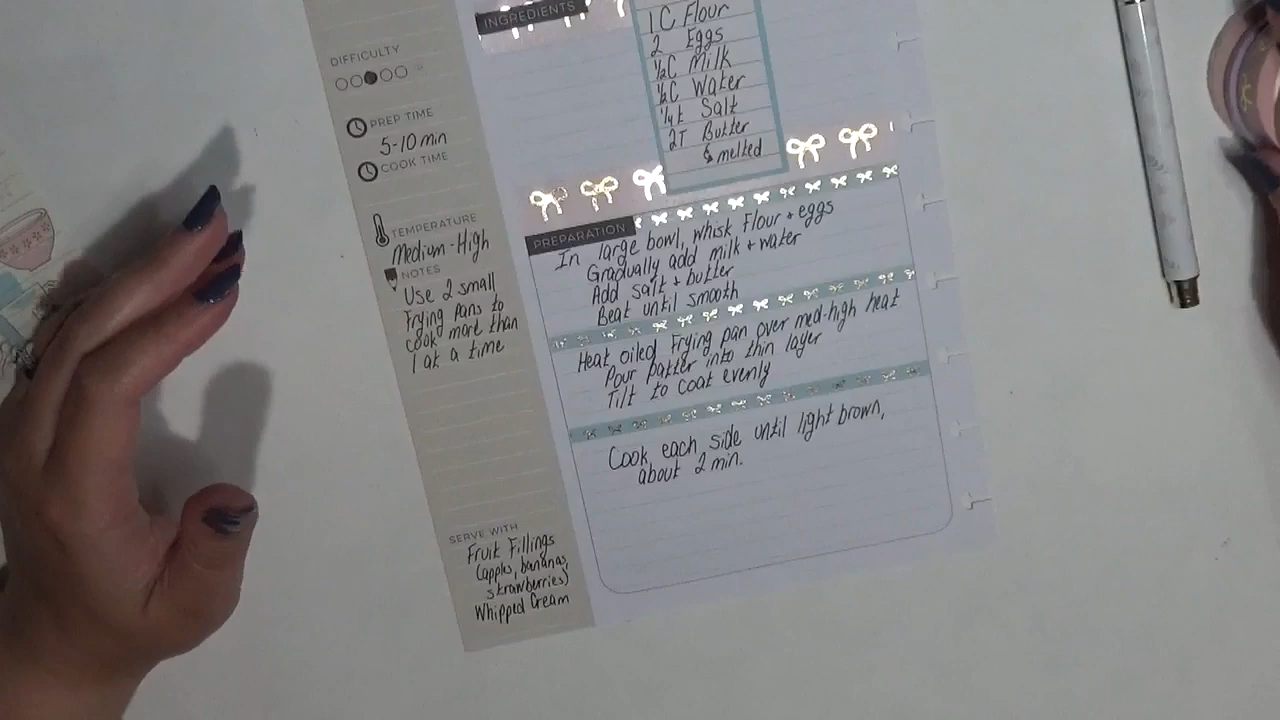 DIFFICULTY
PREP TIME
5-10 min
COOK TIME
TEMPERATURE
Medium-High
NOTES
Use 2 small
Frying pans to
cook more than
1 at a time
SERVE WITH
Fruit Fillings
(apples, bananas,
strawberries)
Whipped Cream
INGREDIENTS
1 C Flour
2 Eggs
½C Milk
½C Water
¼t Salt
2T Butter
↳ melted
PREPARATION
In large bowl, whisk Flour + eggs
Gradually add milk + water
Add salt + butter
Beat until smooth
Heat oiled Frying pan over med-high heat
Pour batter into thin layer
Tilt to coat evenly
Cook each side until light brown,
about 2 min.